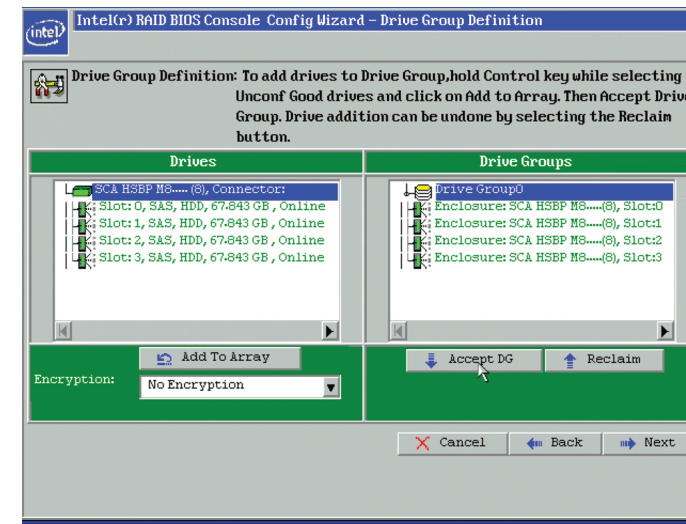 Intel(r) RAID BIOS Console Config Wizard – Drive Group Definition
intel
Drive Group Definition: To add drives to Drive Group,hold Control key while selecting
Unconf Good drives and click on Add to Array. Then Accept Driv
Group. Drive addition can be undone by selecting the Reclaim
button.
Drives
SCA HSBP M8..... (8), Connector:
Slot: 0, SAS, HDD, 67.843 GB , Online
Slot: 1, SAS, HDD, 67.843 GB , Online
Slot: 2, SAS, HDD, 67.843 GB , Online
Slot: 3, SAS, HDD, 67.843 GB , Online
Drive Groups
Drive Group0
Enclosure: SCA HSBP M8.....(8), Slot:0
Enclosure: SCA HSBP M8.....(8), Slot:1
Enclosure: SCA HSBP M8.....(8), Slot:2
Enclosure: SCA HSBP M8.....(8), Slot:3
Add To Array
Encryption:
No Encryption
Accept DG
Reclaim
Cancel
Back
Next